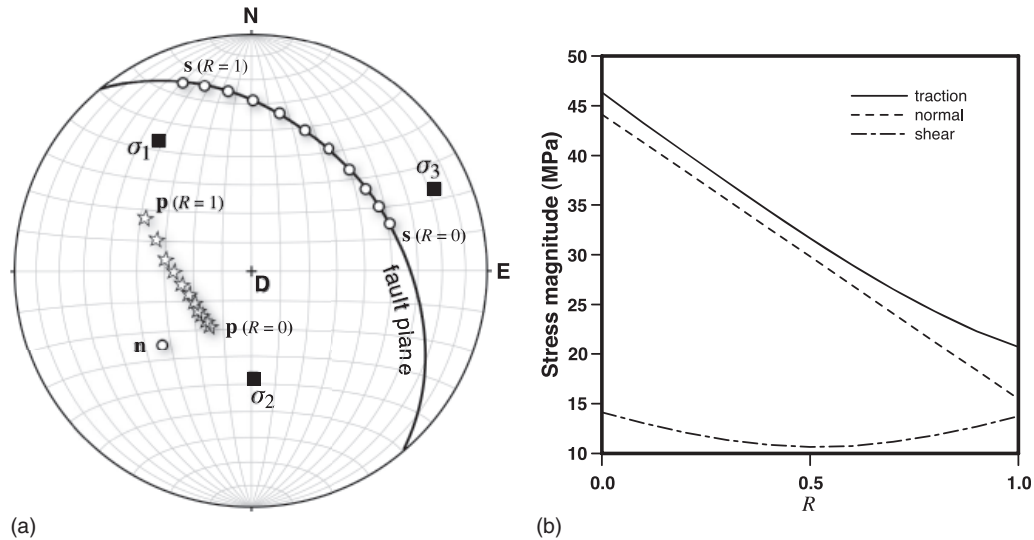 N
s (R = 1)
σ1
σ3
p (R = 1)
s (R = 0)
E
D
fault plane
p (R = 0)
n
σ2
(a)
50
45
40
35
30
25
20
15
10
Stress magnitude (MPa)
traction
normal
shear
0.0
0.5
1.0
R
(b)